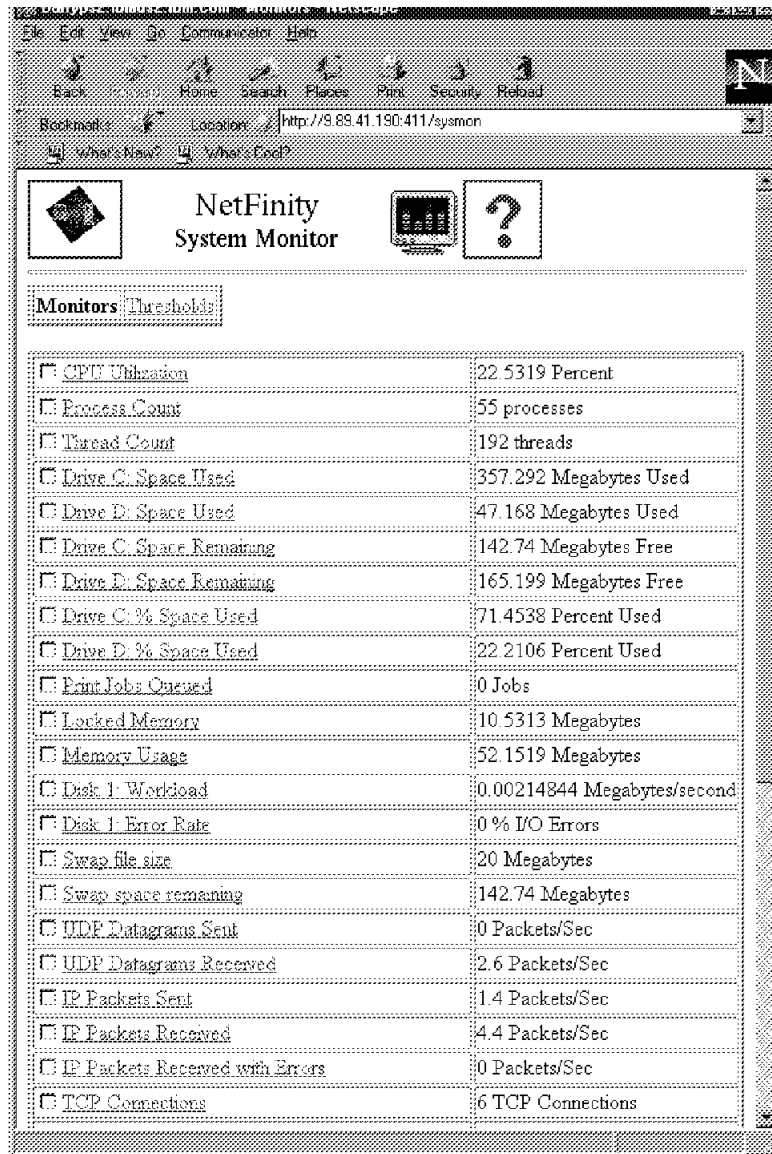 File Edit View Go Communicator Help
Back Home Search Places Print Security Reload
N
Bookmarks Location: http://9.89.41.190:411/sysmon
What's New? What's Cool?
NetFinity
System Monitor
?
Monitors Thresholds
CPU Utilization 22.5319 Percent
Process Count 55 processes
Thread Count 192 threads
Drive C: Space Used 357.292 Megabytes Used
Drive D: Space Used 47.168 Megabytes Used
Drive C: Space Remaining 142.74 Megabytes Free
Drive D: Space Remaining 165.199 Megabytes Free
Drive C: % Space Used 71.4538 Percent Used
Drive D: % Space Used 22.2106 Percent Used
Print Jobs Queued 0 Jobs
Locked Memory 10.5313 Megabytes
Memory Usage 52.1519 Megabytes
Disk 1: Workload 0.00214844 Megabytes/second
Disk 1: Error Rate 0 % I/O Errors
Swap file size 20 Megabytes
Swap space remaining 142.74 Megabytes
UDP Datagrams Sent 0 Packets/Sec
UDP Datagrams Received 2.6 Packets/Sec
IP Packets Sent 1.4 Packets/Sec
IP Packets Received 4.4 Packets/Sec
IP Packets Received with Errors 0 Packets/Sec
TCP Connections 6 TCP Connections